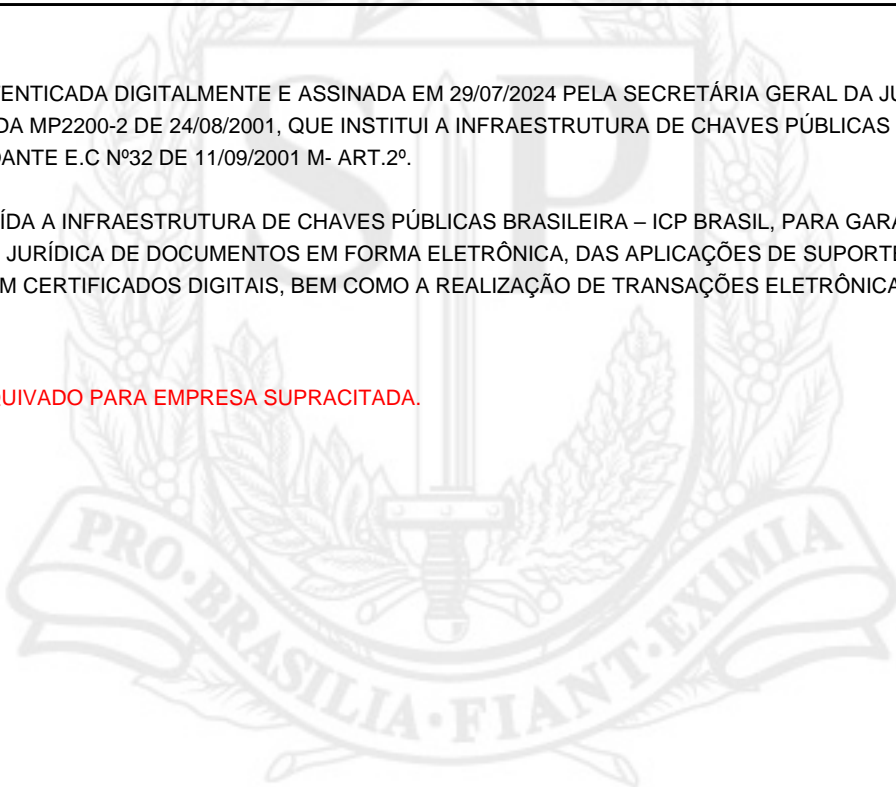 ENTICADA DIGITALMENTE E ASSINADA EM 29/07/2024 PELA SECRETÁRIA GERAL DA JU
DA MP2200-2 DE 24/08/2001, QUE INSTITUI A INFRAESTRUTURA DE CHAVES PÚBLICAS
DANTE E.C Nº32 DE 11/09/2001 M- ART.2º.
ÍDA A INFRAESTRUTURA DE CHAVES PÚBLICAS BRASILEIRA – ICP BRASIL, PARA GARA
JURÍDICA DE DOCUMENTOS EM FORMA ELETRÔNICA, DAS APLICAÇÕES DE SUPORTE
M CERTIFICADOS DIGITAIS, BEM COMO A REALIZAÇÃO DE TRANSAÇÕES ELETRÔNICA
UIVADO PARA EMPRESA SUPRACITADA.
SP
PRO·BRASILIA·FIANT·EXIMIA